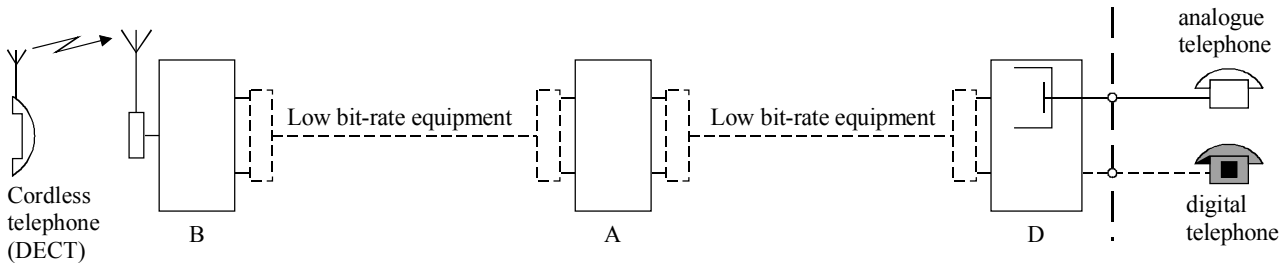 analogue
telephone
Low bit-rate equipment
Low bit-rate equipment
Cordless
telephone
(DECT)
B
A
D
digital
telephone